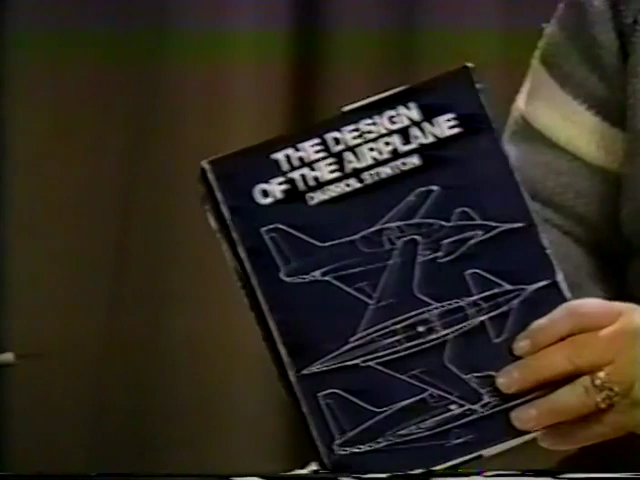 THE DESIGN
OF THE AIRPLANE
DARROL STINTON